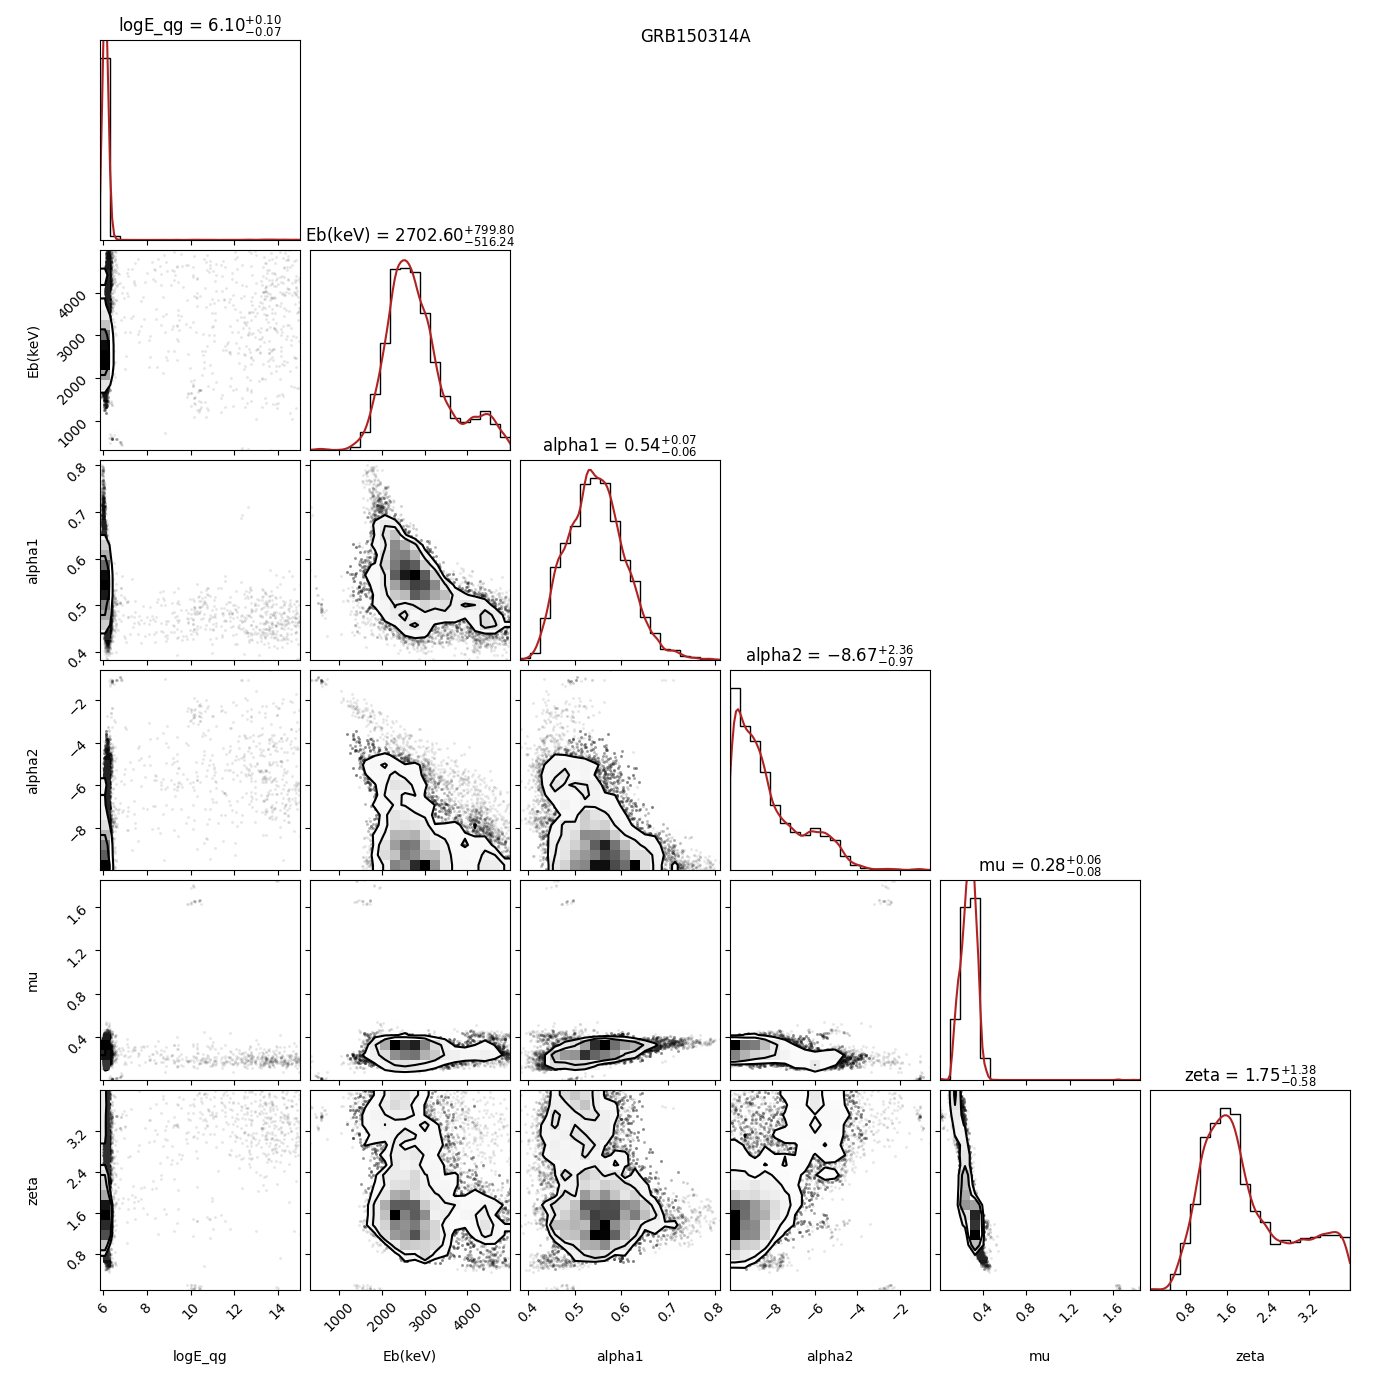 logE_qg = 6.10+0.10−0.07
GRB150314A
Eb(keV) = 2702.60+799.80−516.24
4000
3000
2000
1000
Eb(keV)
alpha1 = 0.54+0.07−0.06
0.8
0.7
0.6
0.5
0.4
alpha1
alpha2 = −8.67+2.36−0.97
−2
−4
−6
−8
alpha2
mu = 0.28+0.06−0.08
1.6
1.2
0.8
0.4
mu
zeta = 1.75+1.38−0.58
3.2
2.4
1.6
0.8
zeta
6 8 10 12 14
1000 2000 3000 4000
0.4 0.5 0.6 0.7 0.8
−8 −6 −4 −2
0.4 0.8 1.2 1.6
0.8 1.6 2.4 3.2
logE_qg
Eb(keV)
alpha1
alpha2
mu
zeta